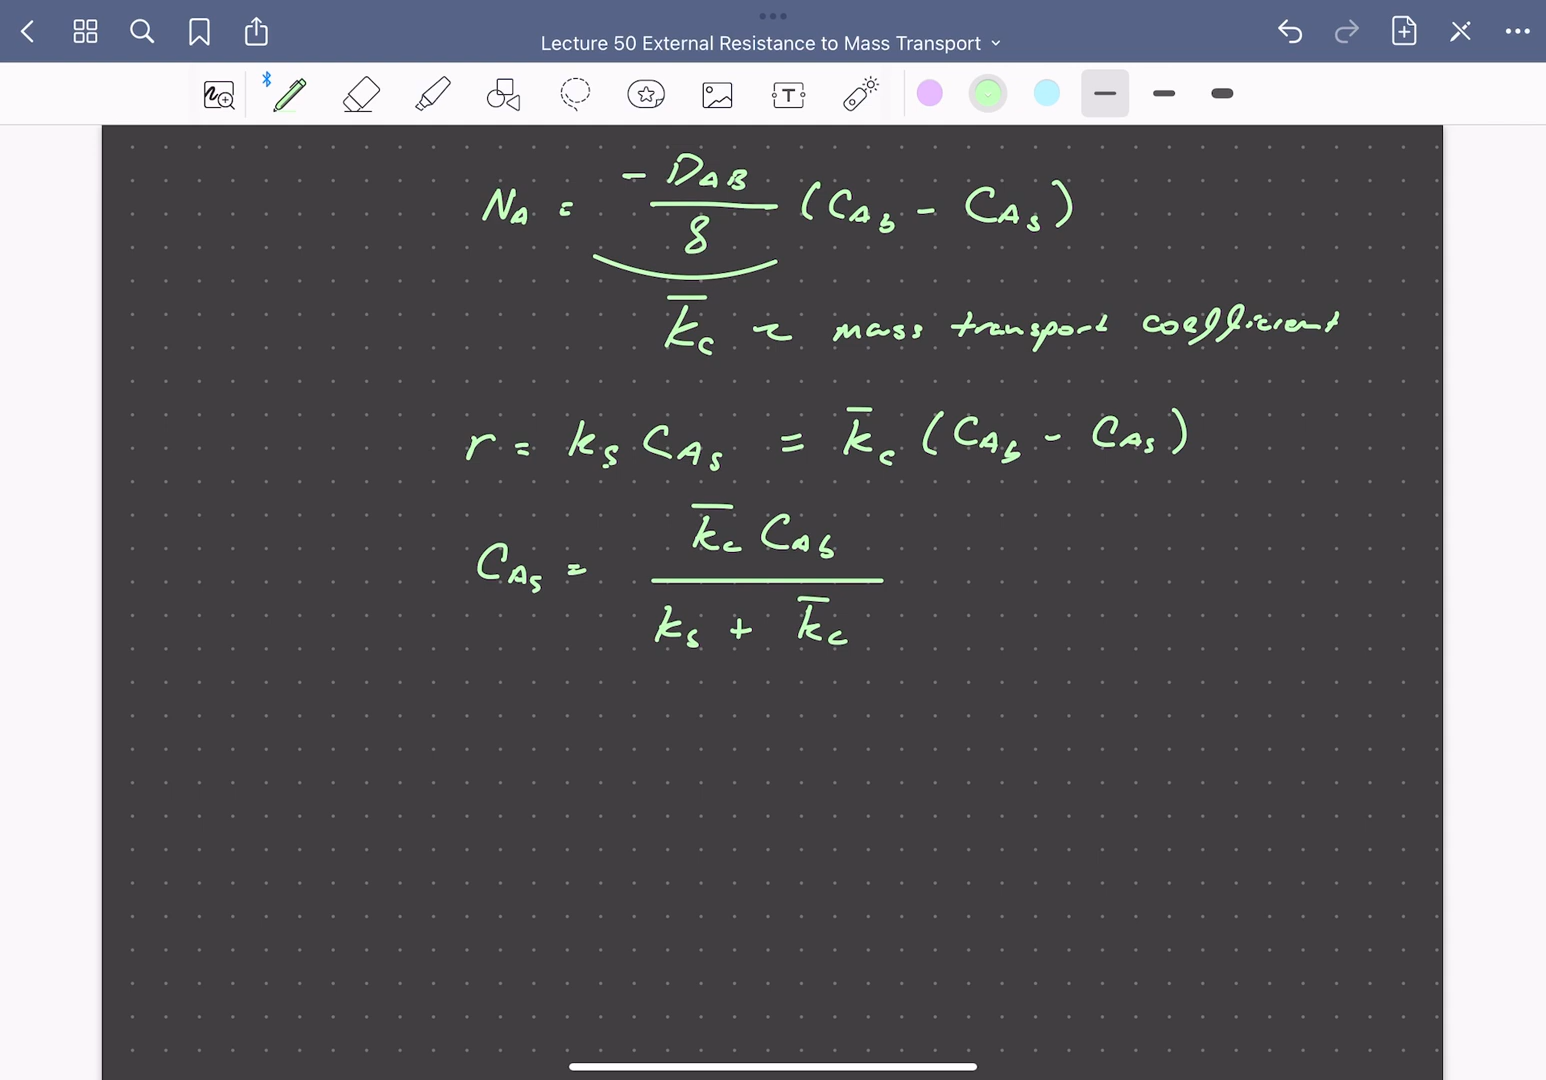 Lecture 50 External Resistance to Mass Transport
T
N_A = -D_AB / δ (C_Ab - C_As)
k̅_c ~ mass transport coefficient
r = k_s C_As = k̅_c (C_Ab - C_As)
C_As = k̅_c C_Ab / k_s + k̅_c